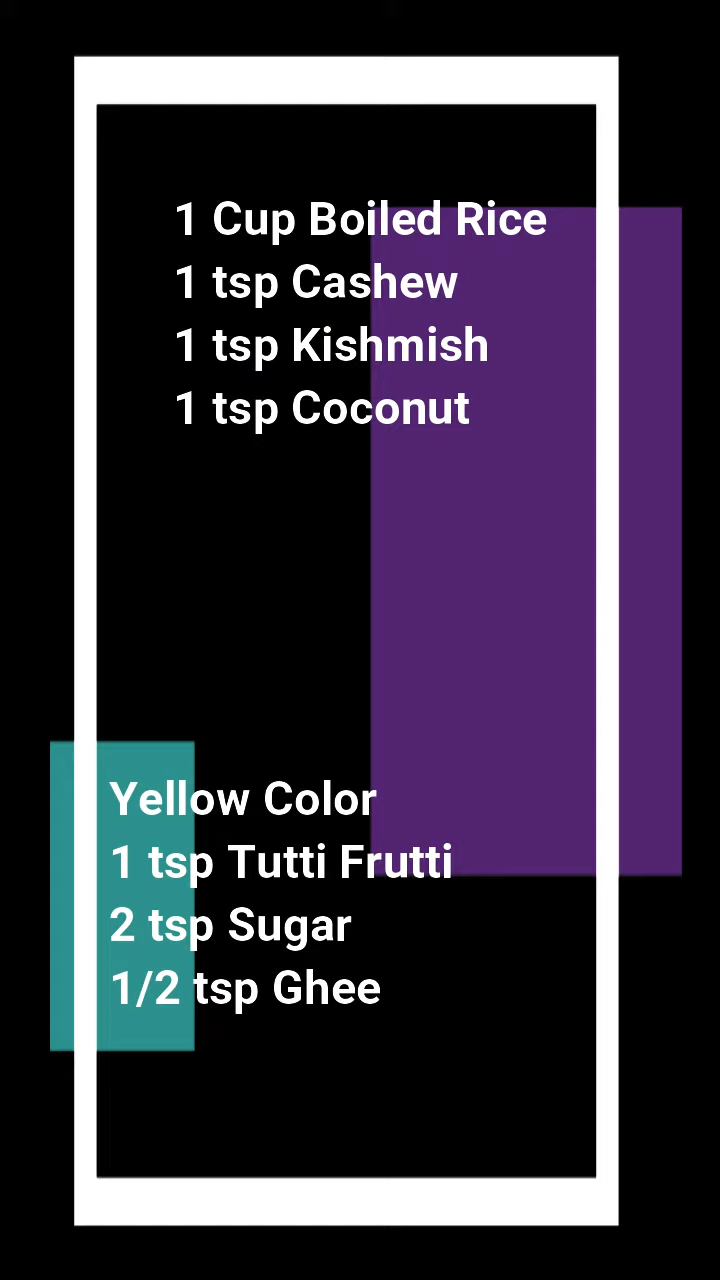 1 Cup Boiled Rice
1 tsp Cashew
1 tsp Kishmish
1 tsp Coconut
Yellow Color
1 tsp Tutti Frutti
2 tsp Sugar
1/2 tsp Ghee